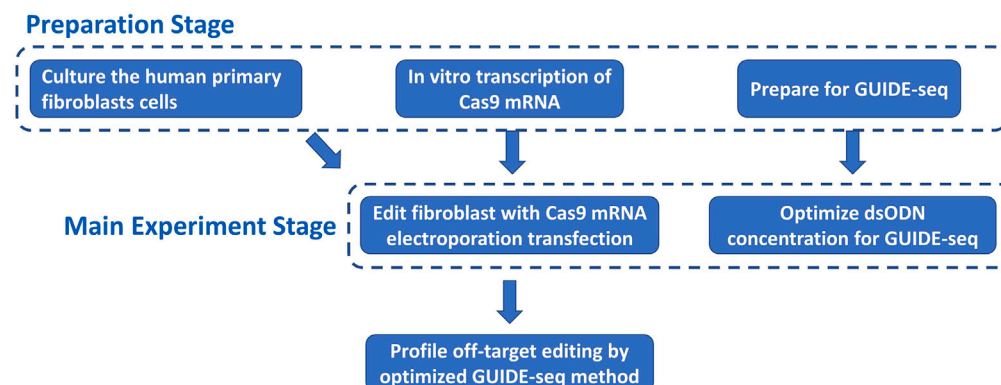 Preparation Stage
Culture the human primary
fibroblasts cells
In vitro transcription of
Cas9 mRNA
Prepare for GUIDE-seq
Main Experiment Stage
Edit fibroblast with Cas9 mRNA
electroporation transfection
Optimize dsODN
concentration for GUIDE-seq
Profile off-target editing by
optimized GUIDE-seq method